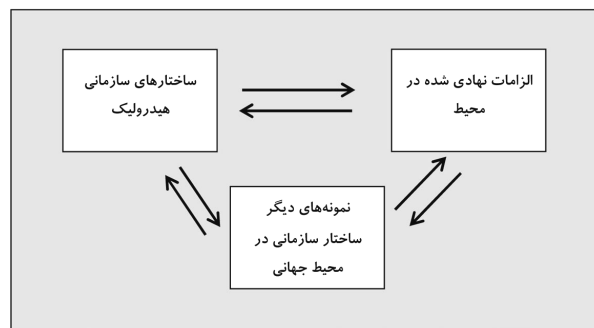 الزامات نهادی شده در
محیط
ساختارهای سازمانی
هیدرولیک
نمونه‌های دیگر
ساختار سازمانی در
محیط جهانی